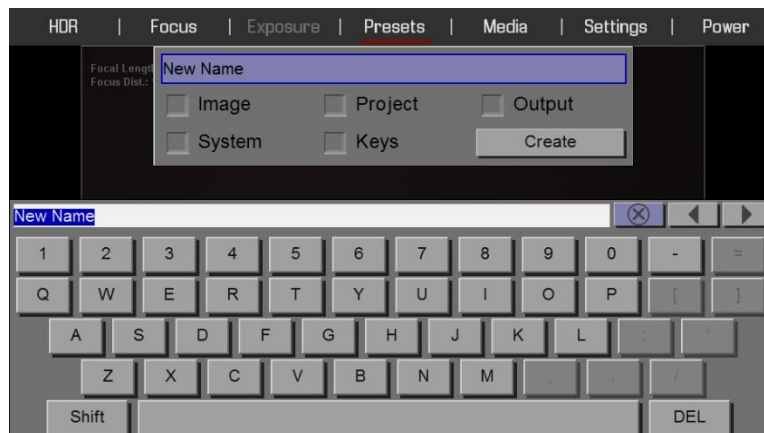 HDR | Focus | Exposure | Presets | Media | Settings | Power
Focal Lengt
Focus Dist.:
New Name
Image Project Output
System Keys Create
New Name
1 2 3 4 5 6 7 8 9 0 - =
Q W E R T Y U I O P [ ]
A S D F G H J K L ; '
Z X C V B N M , . /
Shift DEL